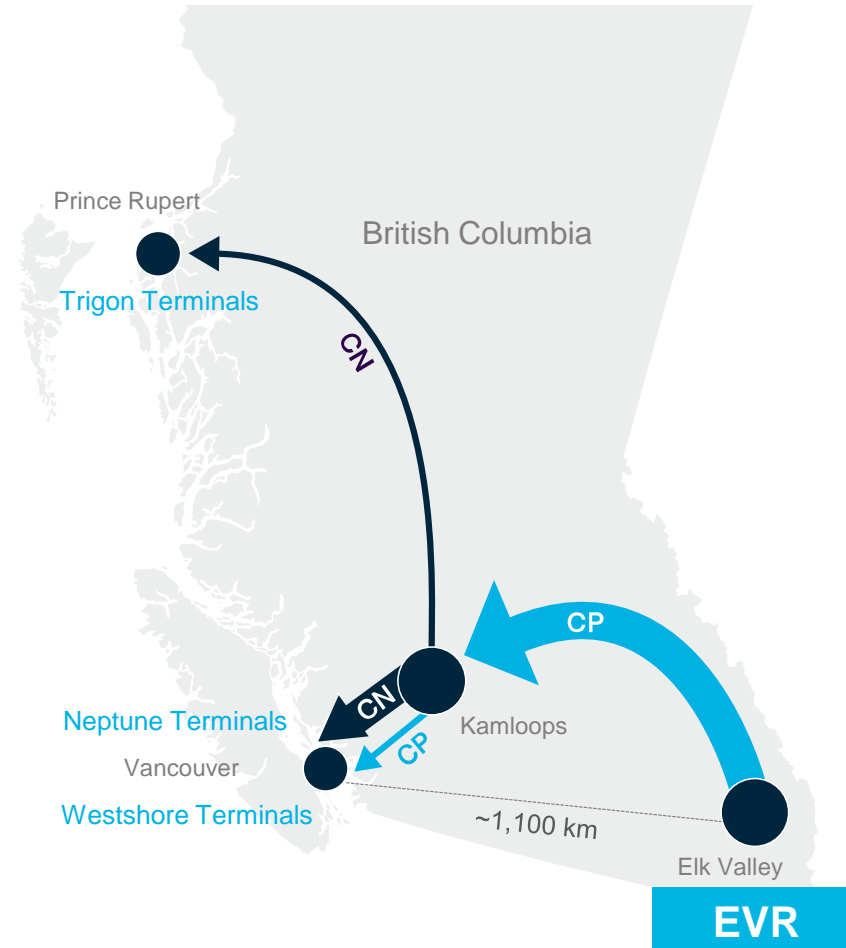 Prince Rupert
British Columbia
Trigon Terminals
CN
CP
CN
Neptune Terminals
Kamloops
CP
Vancouver
Westshore Terminals
~1,100 km
Elk Valley
EVR